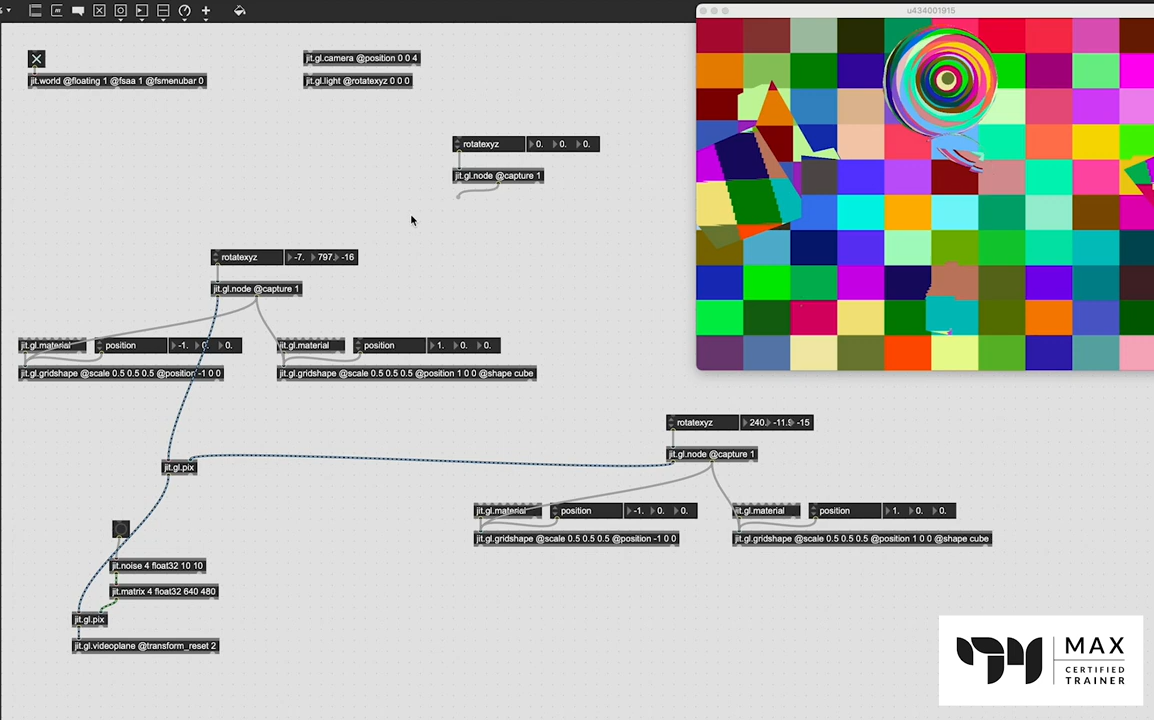 u434001915
jit.world @floating 1 @fsaa 1 @fsmenubar 0
jit.gl.camera @position 0 0 4
jit.gl.light @rotatexyz 0 0 0
rotatexyz 0. 0. 0.
jit.gl.node @capture 1
rotatexyz -7. 797. -16
jit.gl.node @capture 1
jit.gl.material position -1. 0. 0.
jit.gl.material position 1. 0. 0.
jit.gl.gridshape @scale 0.5 0.5 0.5 @position -1 0 0
jit.gl.gridshape @scale 0.5 0.5 0.5 @position 1 0 0 @shape cube
rotatexyz 240. -11.9 -15
jit.gl.node @capture 1
jit.gl.pix
jit.gl.material position -1. 0. 0.
jit.gl.material position 1. 0. 0.
jit.gl.gridshape @scale 0.5 0.5 0.5 @position -1 0 0
jit.gl.gridshape @scale 0.5 0.5 0.5 @position 1 0 0 @shape cube
jit.noise 4 float32 10 10
jit.matrix 4 float32 640 480
jit.gl.pix
jit.gl.videoplane @transform_reset 2
MAX
CERTIFIED
TRAINER